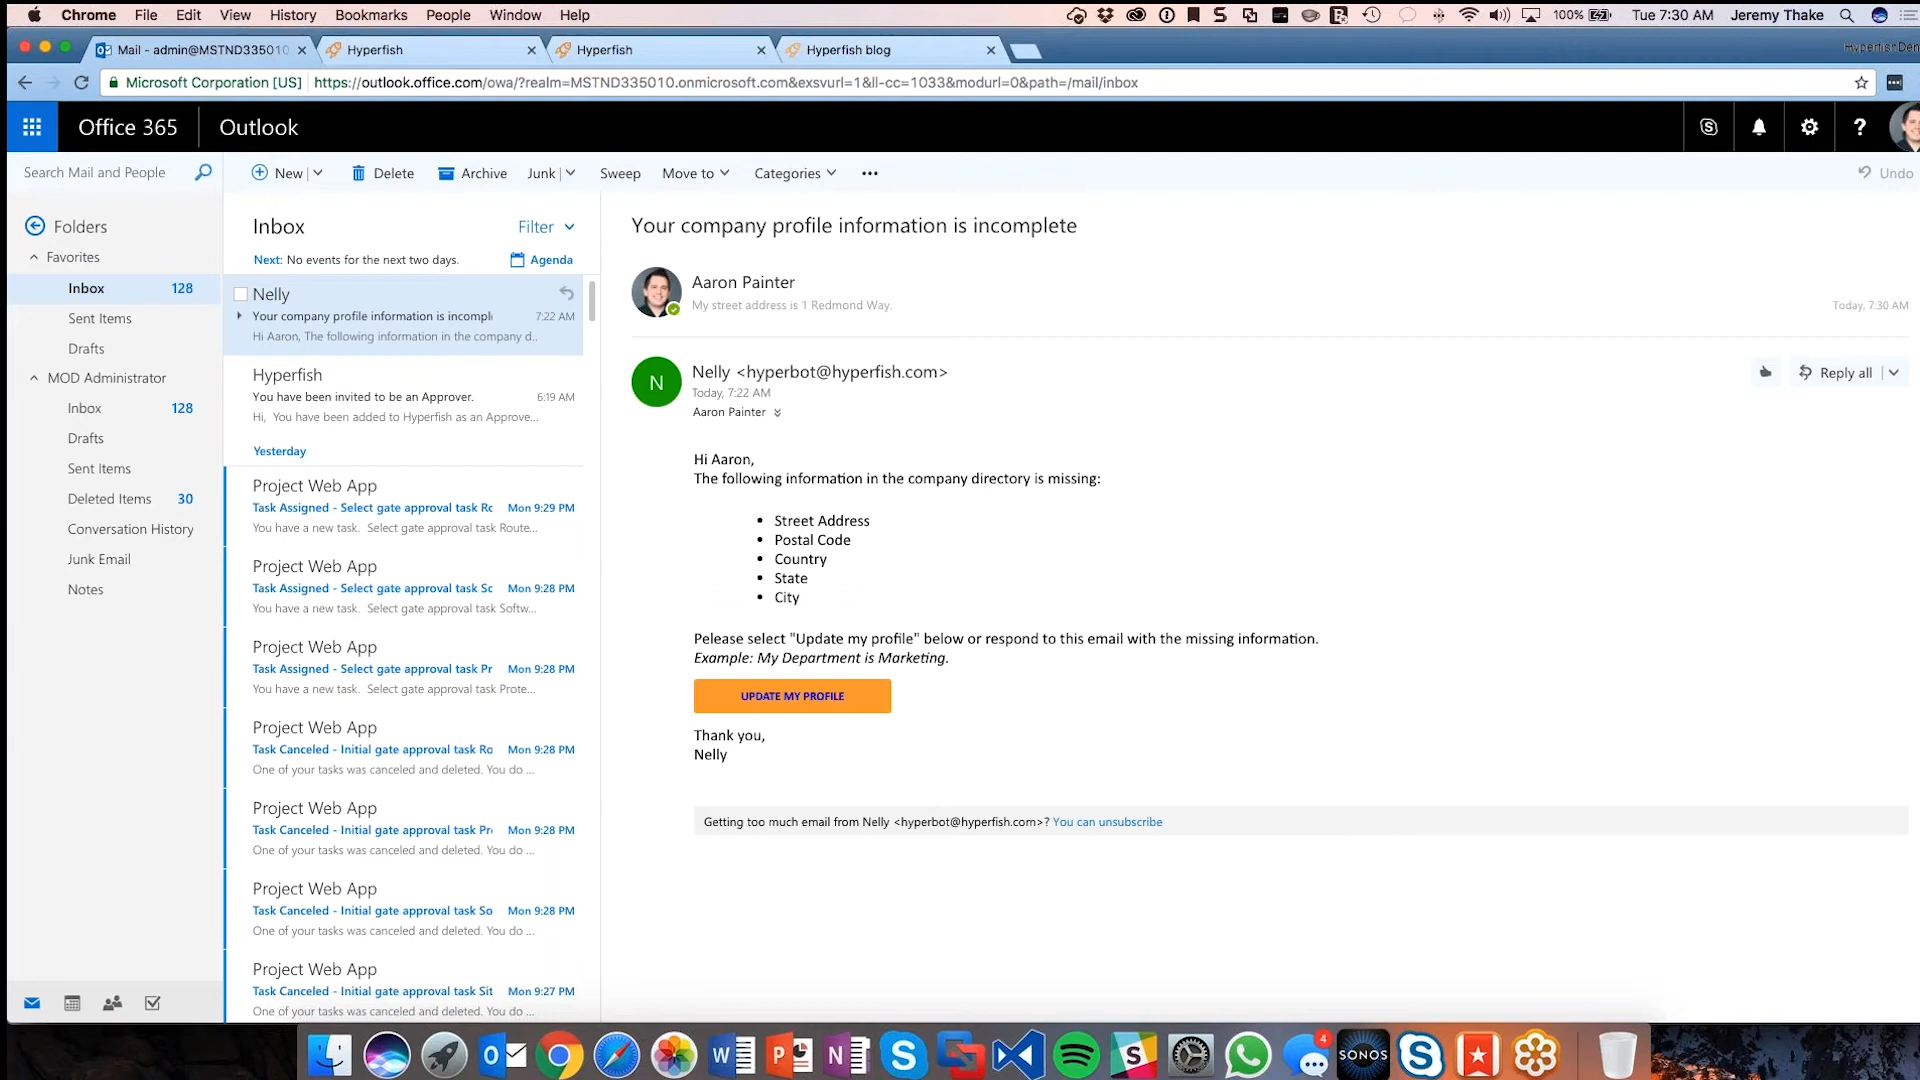 Chrome File Edit View History Bookmarks People Window Help 100% Tue 7:30 AM Jeremy Thake
Mail - admin@MSTND335010 Hyperfish Hyperfish Hyperfish blog
Microsoft Corporation [US] https://outlook.office.com/owa/?realm=MSTND335010.onmicrosoft.com&exsvurl=1&ll-cc=1033&modurl=0&path=/mail/inbox
Office 365 Outlook
Search Mail and People New Delete Archive Junk Sweep Move to Categories ••• Undo
Folders
Favorites
Inbox 128
Sent Items
Drafts
MOD Administrator
Inbox 128
Drafts
Sent Items
Deleted Items 30
Conversation History
Junk Email
Notes
Inbox Filter
Next: No events for the next two days. Agenda
Nelly
Your company profile information is incompl 7:22 AM
Hi Aaron, The following information in the company d..
Hyperfish
You have been invited to be an Approver. 6:19 AM
Hi, You have been added to Hyperfish as an Approve...
Yesterday
Project Web App
Task Assigned - Select gate approval task Ro Mon 9:29 PM
You have a new task. Select gate approval task Route...
Project Web App
Task Assigned - Select gate approval task Sc Mon 9:28 PM
You have a new task. Select gate approval task Softw...
Project Web App
Task Assigned - Select gate approval task Pr Mon 9:28 PM
You have a new task. Select gate approval task Prote...
Project Web App
Task Canceled - Initial gate approval task Ro Mon 9:28 PM
One of your tasks was canceled and deleted. You do ...
Project Web App
Task Canceled - Initial gate approval task Pr Mon 9:28 PM
One of your tasks was canceled and deleted. You do ...
Project Web App
Task Canceled - Initial gate approval task So Mon 9:28 PM
One of your tasks was canceled and deleted. You do ...
Project Web App
Task Canceled - Initial gate approval task Sit Mon 9:27 PM
One of your tasks was canceled and deleted. You do ...
Your company profile information is incomplete
Aaron Painter
My street address is 1 Redmond Way.
Today, 7:30 AM
N
Nelly <hyperbot@hyperfish.com>
Today, 7:22 AM
Aaron Painter
Reply all
Hi Aaron,
The following information in the company directory is missing:
• Street Address
• Postal Code
• Country
• State
• City
Pelease select "Update my profile" below or respond to this email with the missing information.
Example: My Department is Marketing.
UPDATE MY PROFILE
Thank you,
Nelly
Getting too much email from Nelly <hyperbot@hyperfish.com>? You can unsubscribe
4
SONOS